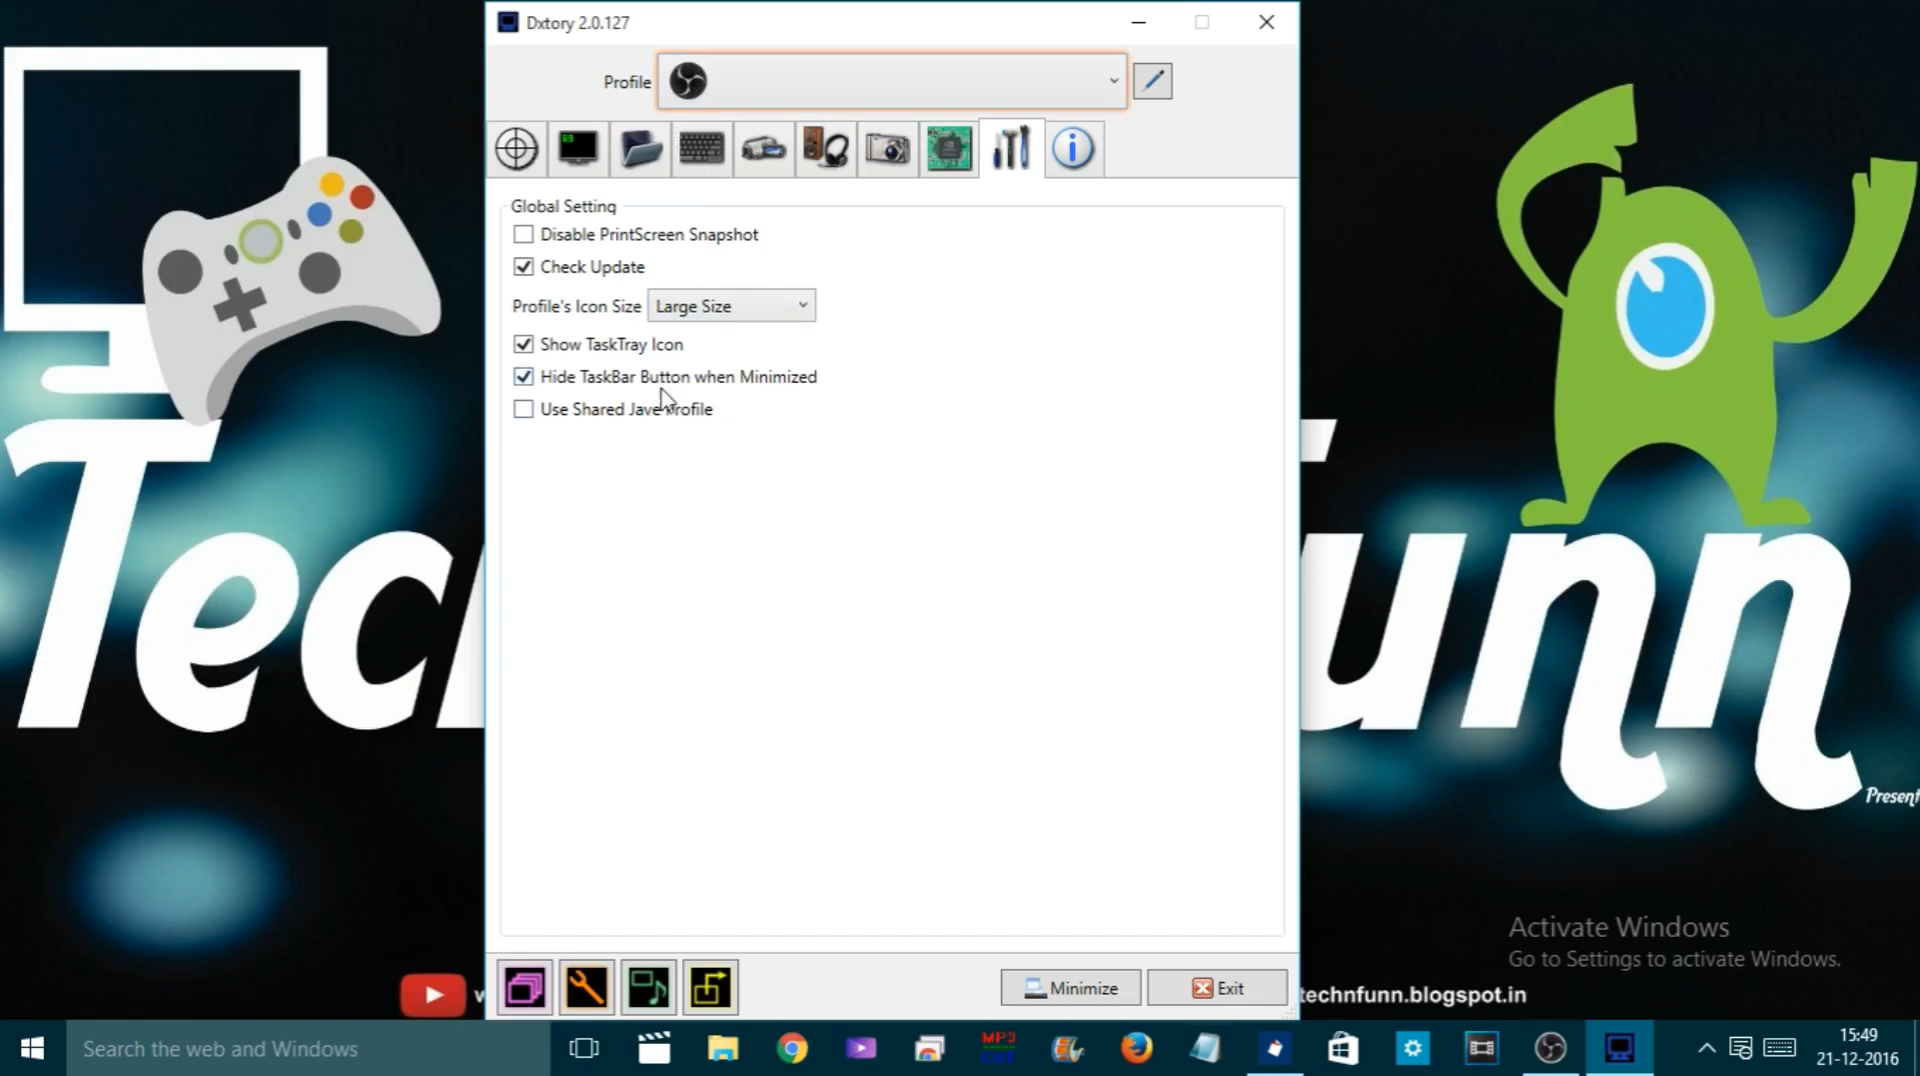 Dxtory 2.0.127
Profile
Global Setting
Disable PrintScreen Snapshot
Check Update
Profile's Icon Size Large Size
Show TaskTray Icon
Hide TaskBar Button when Minimized
Use Shared Jave Profile
Tec
unn
Present
Activate Windows
Go to Settings to activate Windows.
w
technfunn.blogspot.in
Minimize
Exit
Search the web and Windows
MP3
15:49
21-12-2016